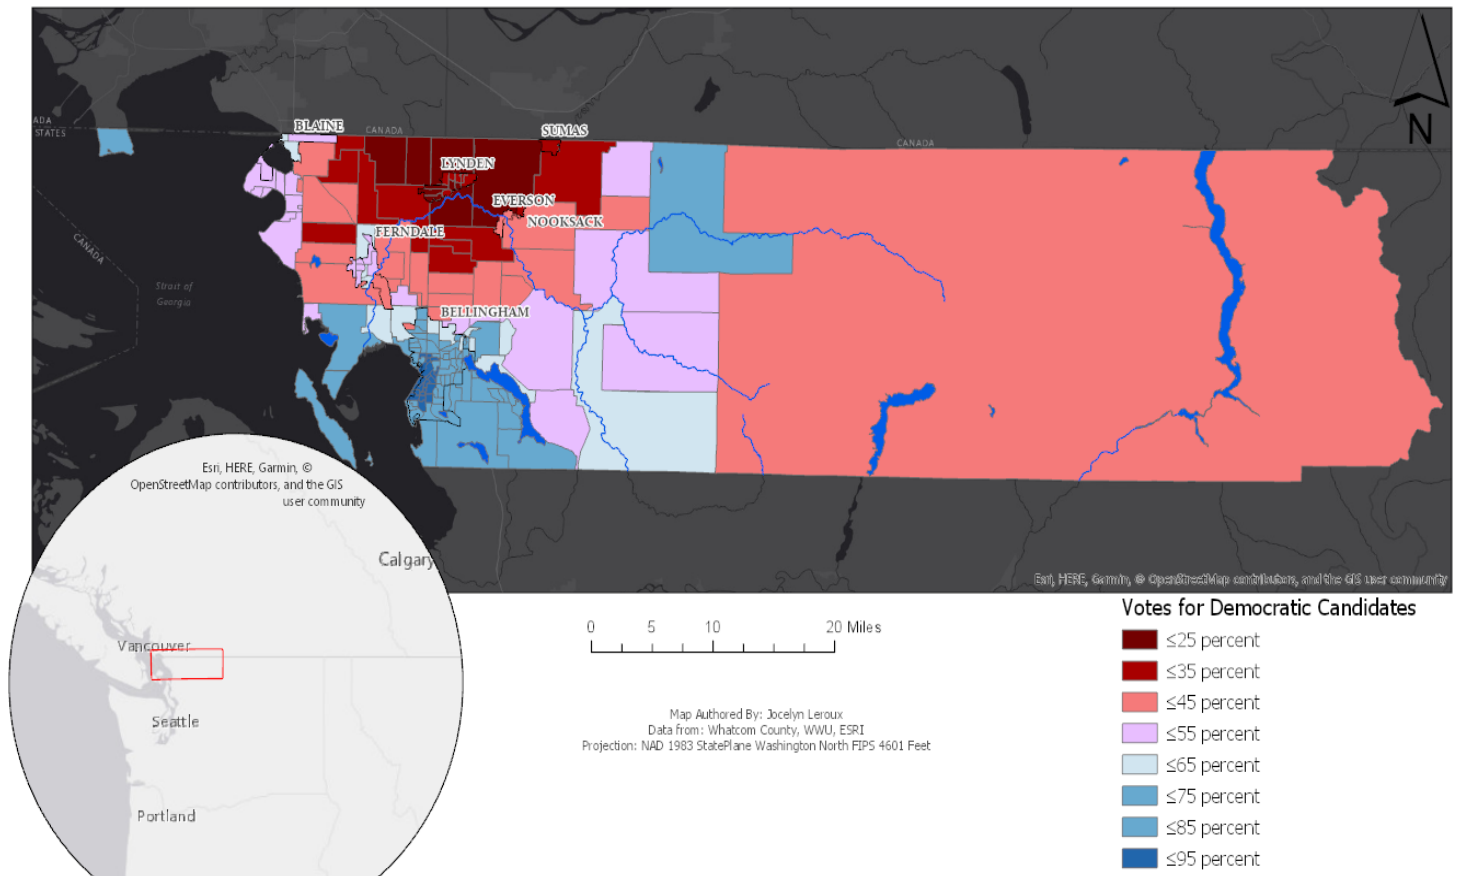 BLAINE
CANADA
SUMAS
CANADA
ADA
STATES
LYNDEN
EVERSON
NOOKSACK
FERNDALE
CANADA
Strait of
Georgia
BELLINGHAM
N
Esri, HERE, Garmin, ©
OpenStreetMap contributors, and the GIS
user community
Calgary
Vancouver
Seattle
Portland
Esri, HERE, Garmin, © OpenStreetMap contributors, and the GIS user community
0 5 10 20 Miles
Map Authored By: Jocelyn Leroux
Data from: Whatcom County, WWU, ESRI
Projection: NAD 1983 StatePlane Washington North FIPS 4601 Feet
Votes for Democratic Candidates
≤25 percent
≤35 percent
≤45 percent
≤55 percent
≤65 percent
≤75 percent
≤85 percent
≤95 percent